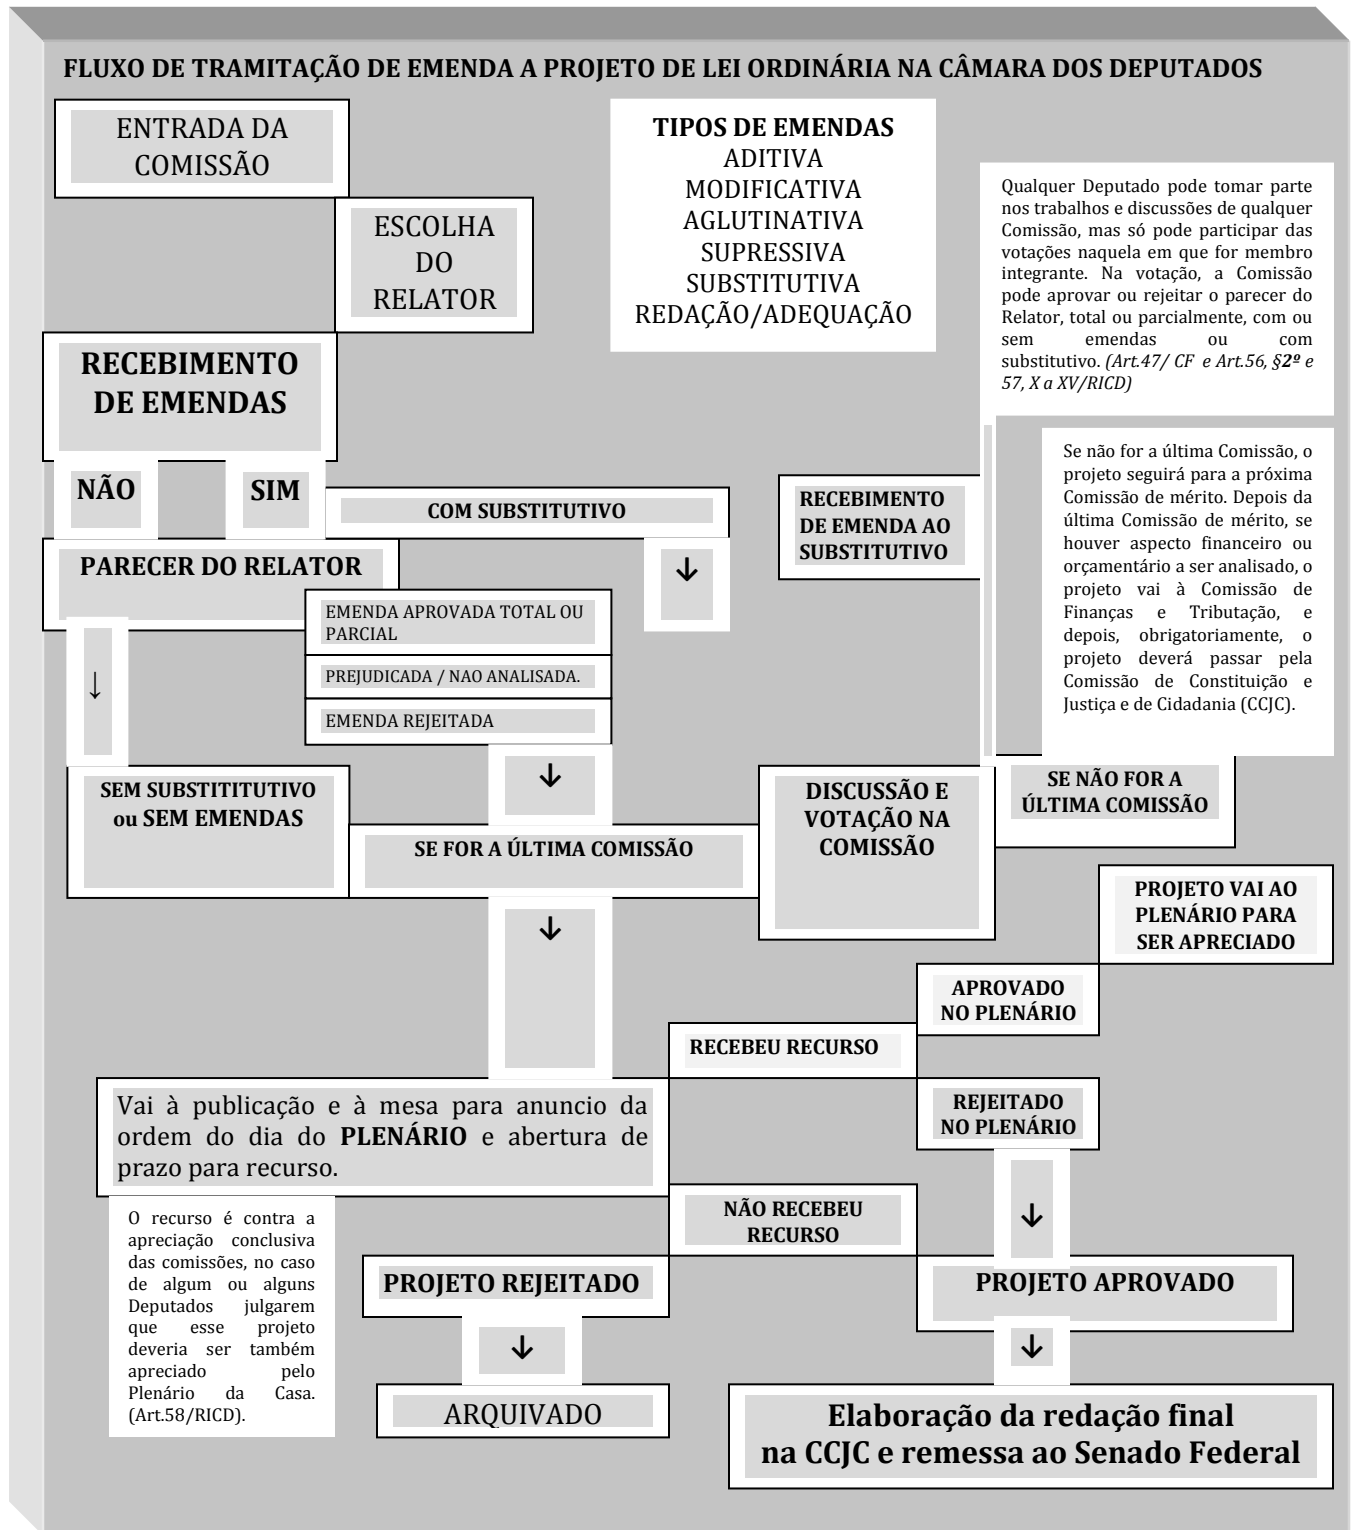 FLUXO DE TRAMITAÇÃO DE EMENDA A PROJETO DE LEI ORDINÁRIA NA CÂMARA DOS DEPUTADOS
ENTRADA DA
COMISSÃO
ESCOLHA
DO
RELATOR
TIPOS DE EMENDAS
ADITIVA
MODIFICATIVA
AGLUTINATIVA
SUPRESSIVA
SUBSTITUTIVA
REDAÇÃO/ADEQUAÇÃO
Qualquer Deputado pode tomar parte
nos trabalhos e discussões de qualquer
Comissão, mas só pode participar das
votações naquela em que for membro
integrante. Na votação, a Comissão
pode aprovar ou rejeitar o parecer do
Relator, total ou parcialmente, com ou
sem emendas ou com
substitutivo. (Art.47/ CF e Art.56, §2º e
57, X a XV/RICD)
RECEBIMENTO
DE EMENDAS
NÃO
SIM
COM SUBSTITUTIVO
↓
RECEBIMENTO
DE EMENDA AO
SUBSTITUTIVO
Se não for a última Comissão, o
projeto seguirá para a próxima
Comissão de mérito. Depois da
última Comissão de mérito, se
houver aspecto financeiro ou
orçamentário a ser analisado, o
projeto vai à Comissão de
Finanças e Tributação, e
depois, obrigatoriamente, o
projeto deverá passar pela
Comissão de Constituição e
Justiça e de Cidadania (CCJC).
PARECER DO RELATOR
EMENDA APROVADA TOTAL OU
PARCIAL
PREJUDICADA / NAO ANALISADA.
EMENDA REJEITADA
↓
↓
SEM SUBSTITITUTIVO
ou SEM EMENDAS
SE FOR A ÚLTIMA COMISSÃO
DISCUSSÃO E
VOTAÇÃO NA
COMISSÃO
SE NÃO FOR A
ÚLTIMA COMISSÃO
↓
PROJETO VAI AO
PLENÁRIO PARA
SER APRECIADO
APROVADO
NO PLENÁRIO
RECEBEU RECURSO
REJEITADO
NO PLENÁRIO
Vai à publicação e à mesa para anuncio da
ordem do dia do PLENÁRIO e abertura de
prazo para recurso.
O recurso é contra a
apreciação conclusiva
das comissões, no caso
de algum ou alguns
Deputados julgarem
que esse projeto
deveria ser também
apreciado pelo
Plenário da Casa.
(Art.58/RICD).
NÃO RECEBEU
RECURSO
↓
PROJETO REJEITADO
PROJETO APROVADO
↓
↓
ARQUIVADO
Elaboração da redação final
na CCJC e remessa ao Senado Federal